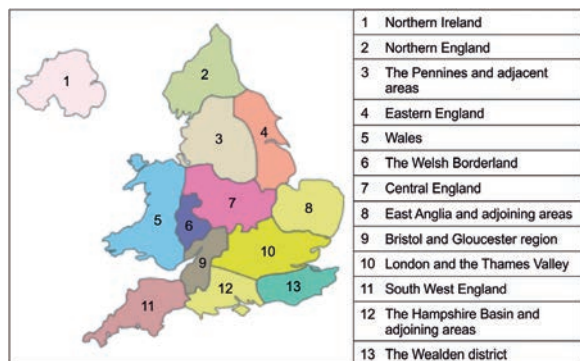 1
2
3
4
5
6
7
8
9
10
11
12
13
1 Northern Ireland
2 Northern England
3 The Pennines and adjacent
areas
4 Eastern England
5 Wales
6 The Welsh Borderland
7 Central England
8 East Anglia and adjoining areas
9 Bristol and Gloucester region
10 London and the Thames Valley
11 South West England
12 The Hampshire Basin and
adjoining areas
13 The Wealden district